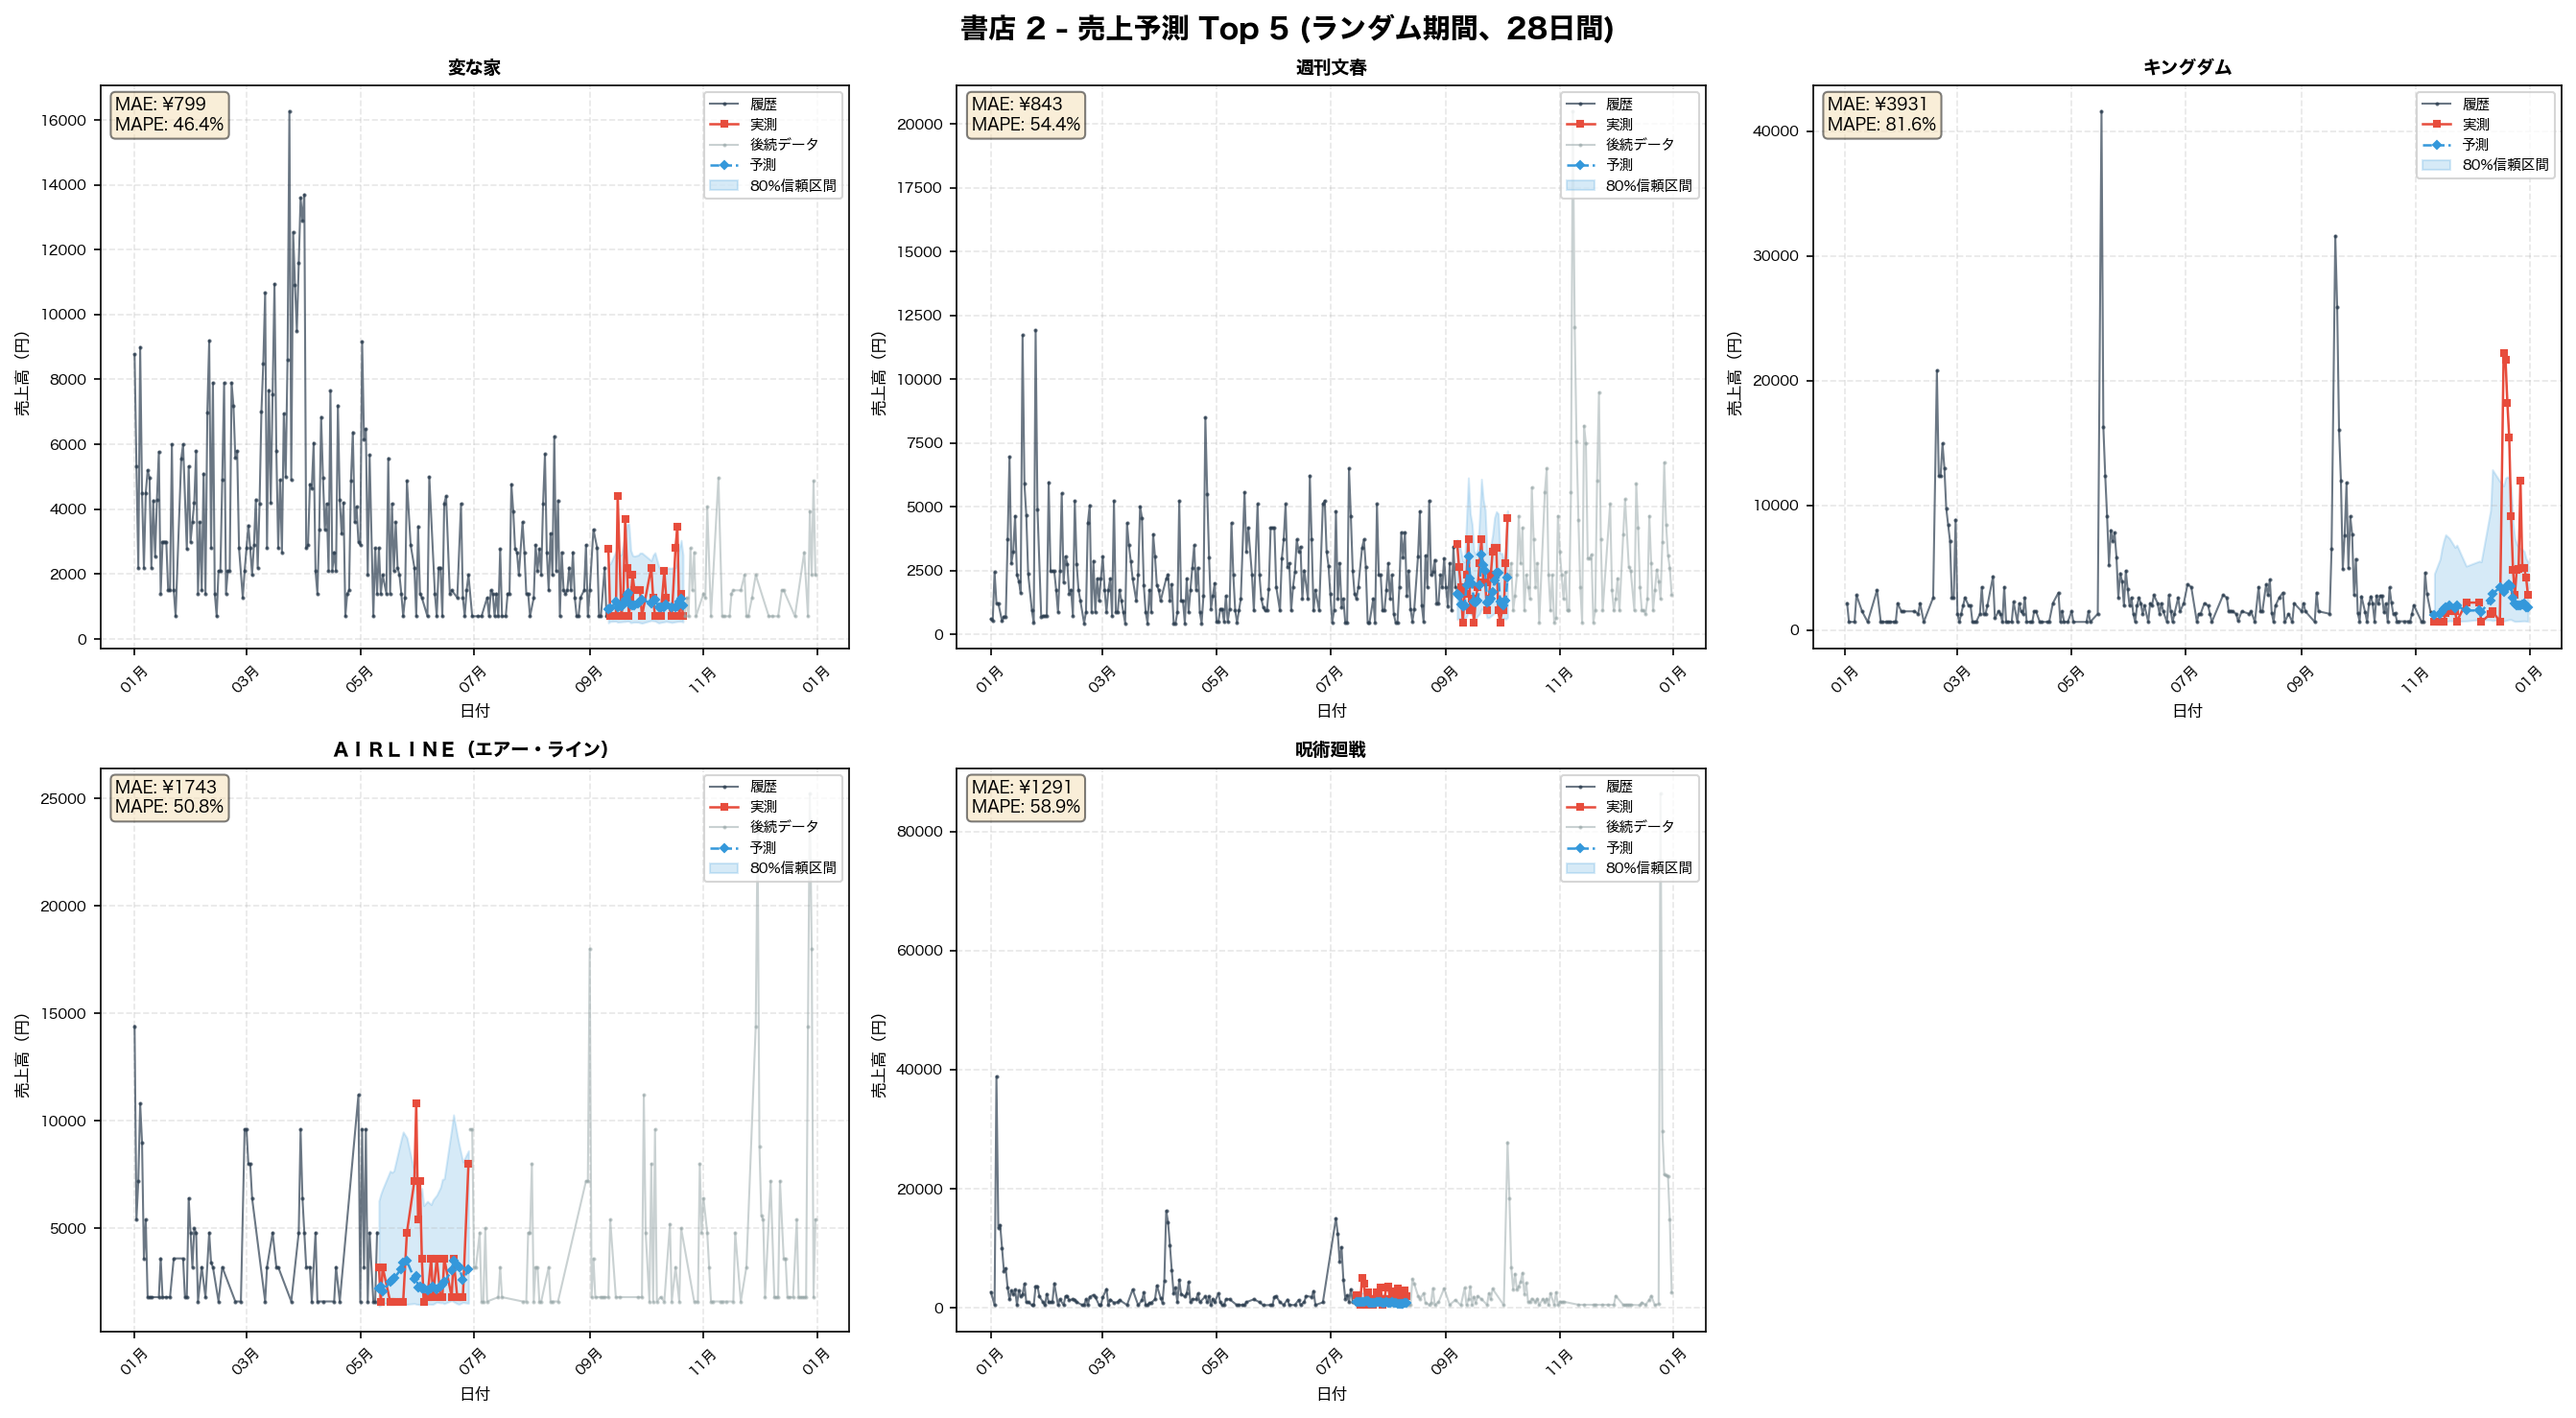 書店 2 - 売上予測 Top 5 (ランダム期間、28日間)
変な家
MAE: ¥799
MAPE: 46.4%
履歴
実測
後続データ
予測
80%信頼区間
売上高（円）
16000
14000
12000
10000
8000
6000
4000
2000
0
01月
03月
05月
07月
09月
11月
01月
日付
週刊文春
MAE: ¥843
MAPE: 54.4%
履歴
実測
後続データ
予測
80%信頼区間
売上高（円）
20000
17500
15000
12500
10000
7500
5000
2500
0
01月
03月
05月
07月
09月
11月
01月
日付
キングダム
MAE: ¥3931
MAPE: 81.6%
履歴
実測
予測
80%信頼区間
売上高（円）
40000
30000
20000
10000
0
01月
03月
05月
07月
09月
11月
01月
日付
ＡＩＲＬＩＮＥ（エアー・ライン）
MAE: ¥1743
MAPE: 50.8%
履歴
実測
後続データ
予測
80%信頼区間
売上高（円）
25000
20000
15000
10000
5000
01月
03月
05月
07月
09月
11月
01月
日付
呪術廻戦
MAE: ¥1291
MAPE: 58.9%
履歴
実測
後続データ
予測
80%信頼区間
売上高（円）
80000
60000
40000
20000
0
01月
03月
05月
07月
09月
11月
01月
日付